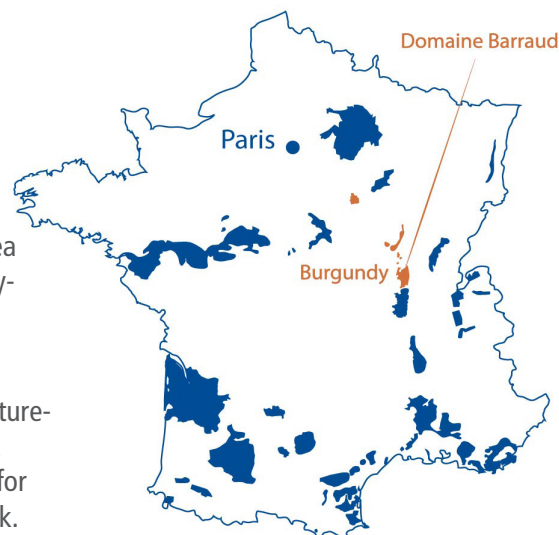 Domaine Barraud
Paris
Burgundy
ea
y-
ture-
for
k.